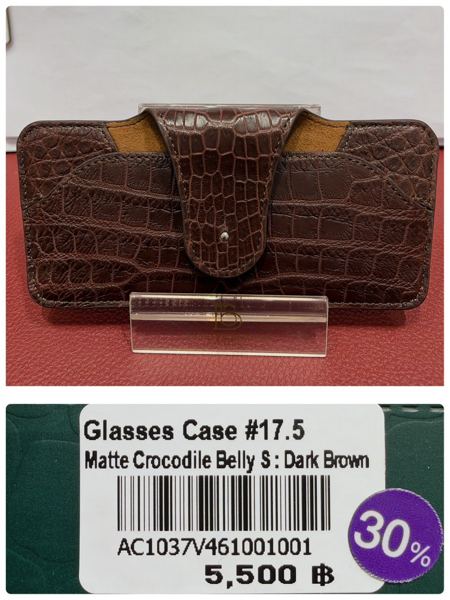 Glasses Case #17.5
Matte Crocodile Belly S : Dark Brown
AC1037V461001001
5,500 ฿
30%